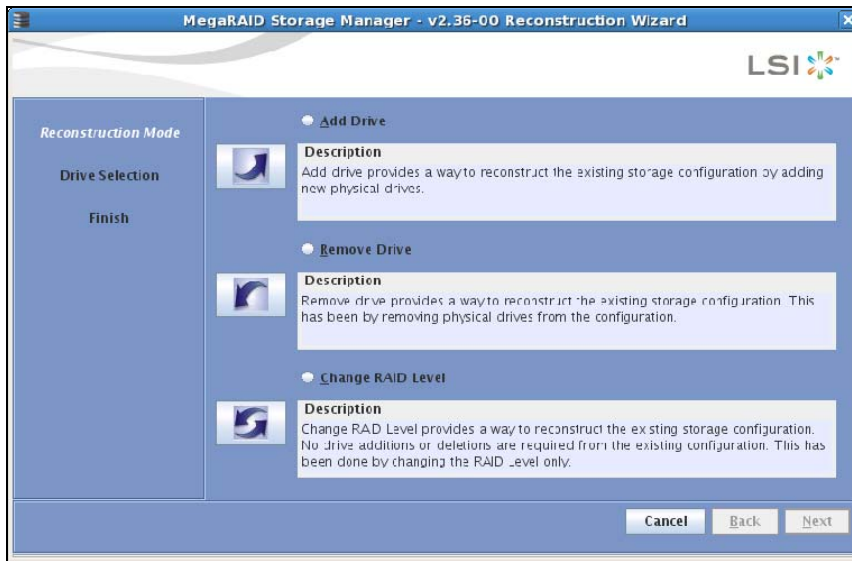 MegaRAID Storage Manager - v2.36-00 Reconstruction Wizard
LSI
Reconstruction Mode
Drive Selection
Finish
Add Drive
Description
Add drive provides a way to reconstruct the existing storage configuration by adding
new physical drives.
Remove Drive
Description
Remove drive provides a way to reconstruct the existing storage configuration. This
has been by removing physical drives from the configuration.
Change RAID Level
Description
Change RAID Level provides a way to reconstruct the existing storage configuration.
No drive additions or deletions are required from the existing configuration. This has
been done by changing the RAID Level only.
Cancel
Back
Next